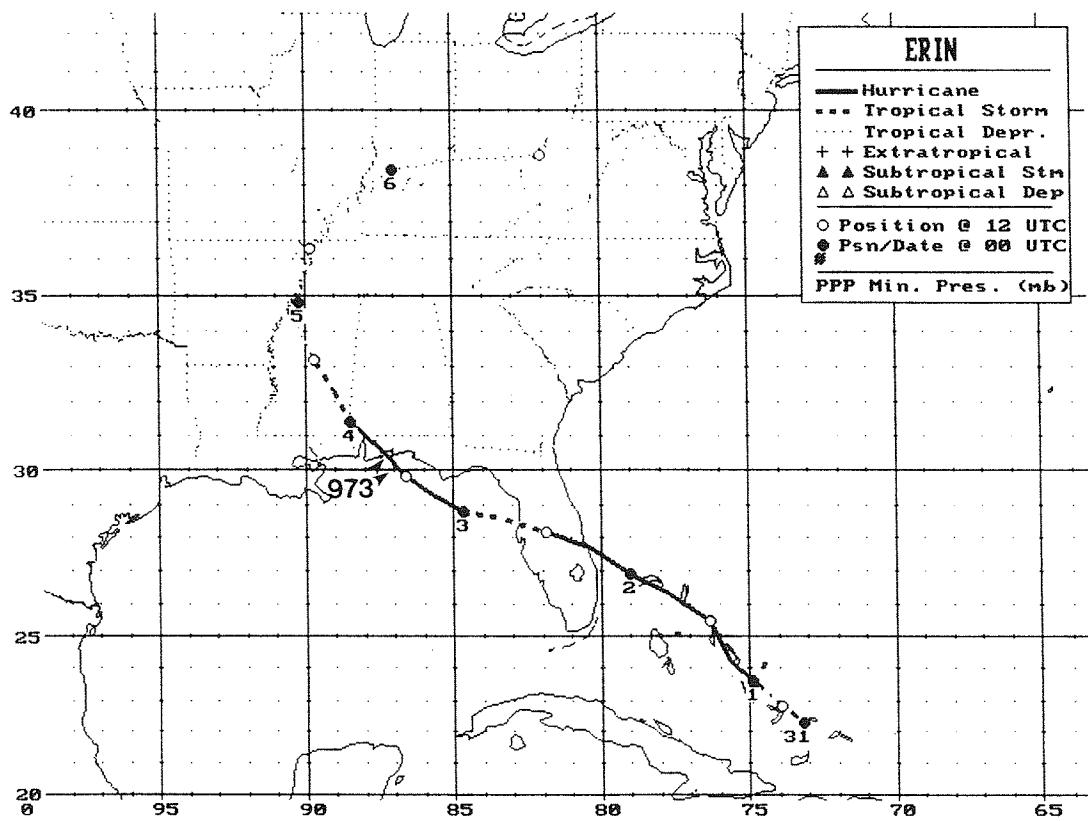 ERIN
Hurricane
Tropical Storm
Tropical Depr.
Extratropical
Subtropical Stm
Subtropical Dep
Position @ 12 UTC
Psn/Date @ 00 UTC
PPP Min. Pres. (mb)
40
6
35
5
4
30
973
3
2
25
1
31
20
0 95 90 85 80 75 70 65